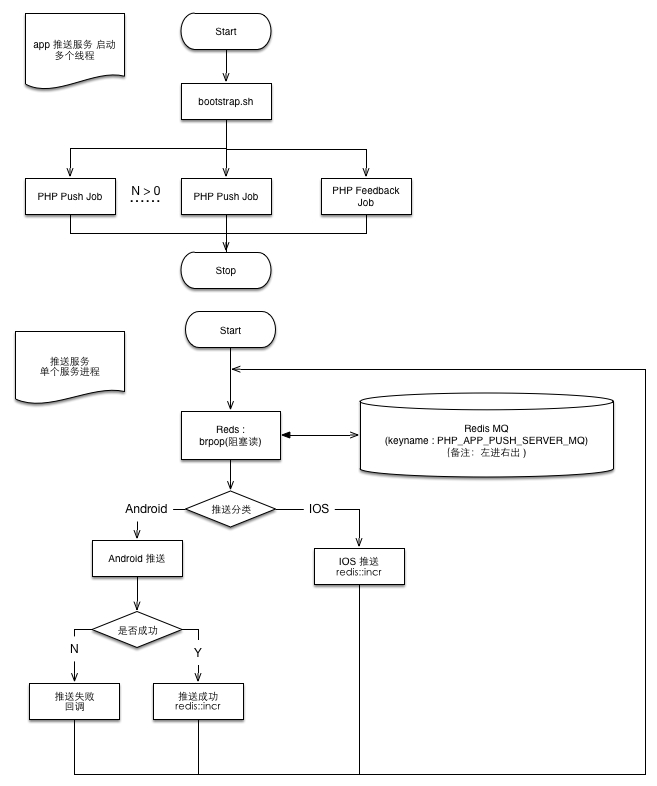 app 推送服务 启动
多个线程
Start
bootstrap.sh
PHP Push Job
N > 0
......
PHP Push Job
PHP Feedback
Job
Stop
推送服务
单个服务进程
Start
Reds :
brpop(阻塞读)
Redis MQ
(keyname : PHP_APP_PUSH_SERVER_MQ)
(备注：左进右出 )
Android
推送分类
IOS
Android 推送
IOS 推送
redis::incr
是否成功
N
Y
推送失败
回调
推送成功
redis::incr